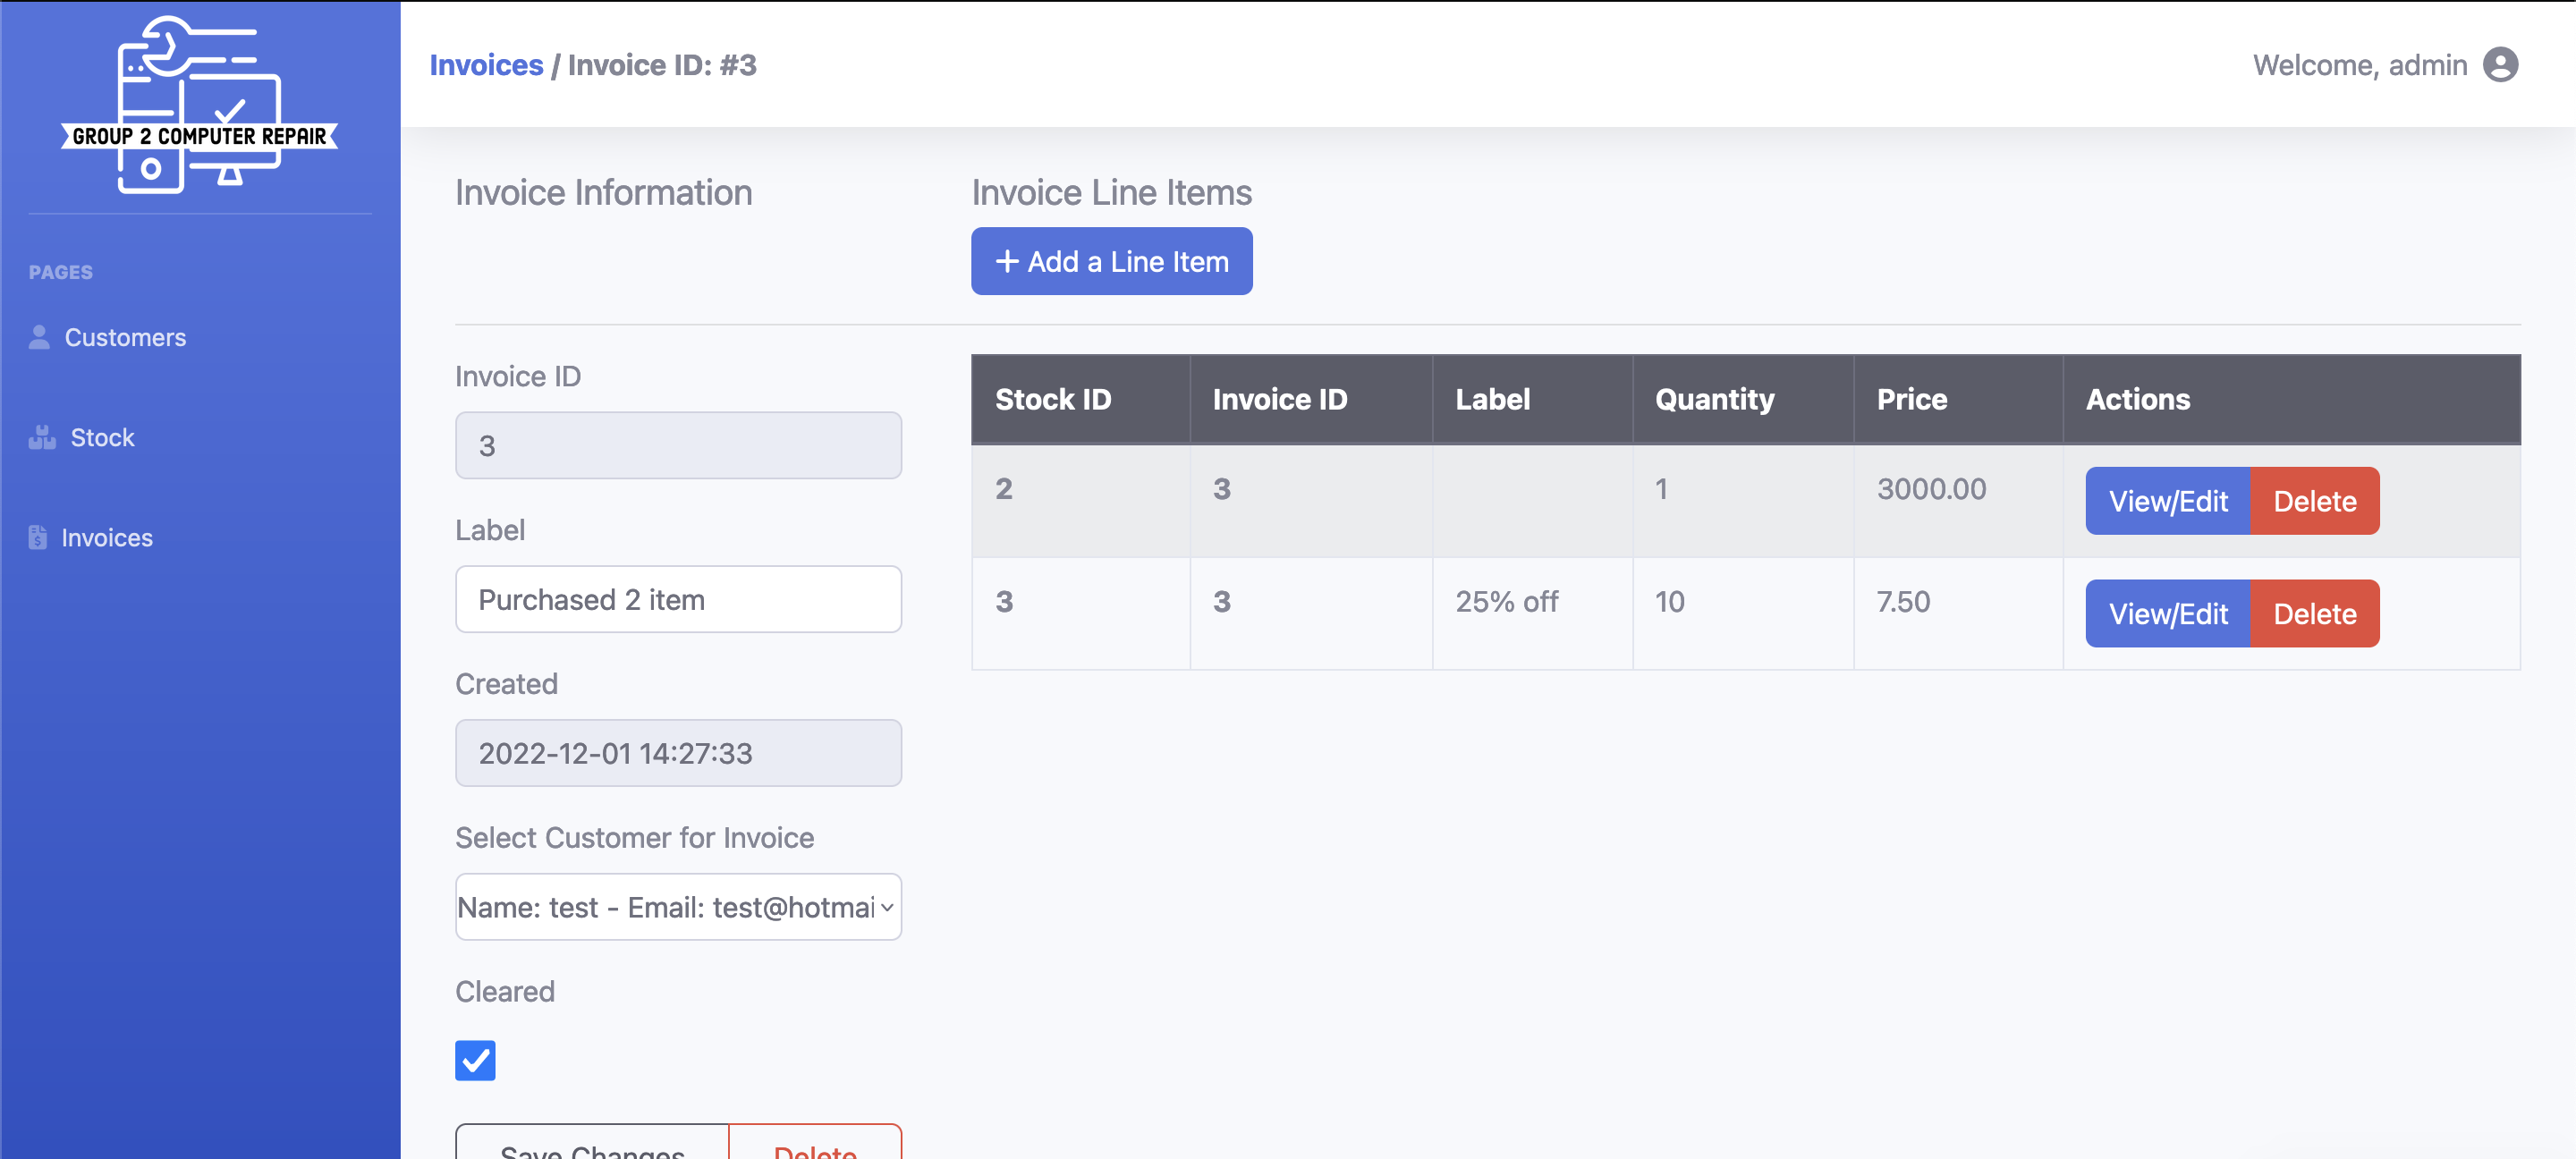 GROUP 2 COMPUTER REPAIR
PAGES
Customers
Stock
Invoices
Invoices / Invoice ID: #3
Welcome, admin
Invoice Information
Invoice ID
3
Label
Purchased 2 item
Created
2022-12-01 14:27:33
Select Customer for Invoice
Name: test - Email: test@hotmai
Cleared
Save Changes Delete
Invoice Line Items
+ Add a Line Item
Stock ID Invoice ID Label Quantity Price Actions
2 3 1 3000.00 View/Edit Delete
3 3 25% off 10 7.50 View/Edit Delete